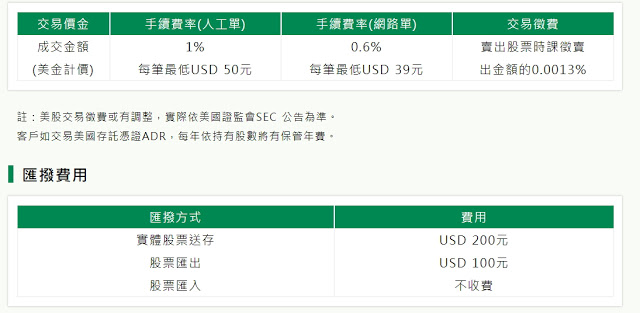 交易價金 手續費率(人工單) 手續費率(網路單) 交易徵費
成交金額 1% 0.6% 賣出股票時課徵賣
(美金計價) 每筆最低USD 50元 每筆最低USD 39元 出金額的0.0013%
註：美股交易徵費或有調整，實際依美國證監會SEC 公告為準。
客戶如交易美國存託憑證ADR，每年依持有股數將有保管年費。
匯撥費用
匯撥方式 費用
實體股票送存 USD 200元
股票匯出 USD 100元
股票匯入 不收費